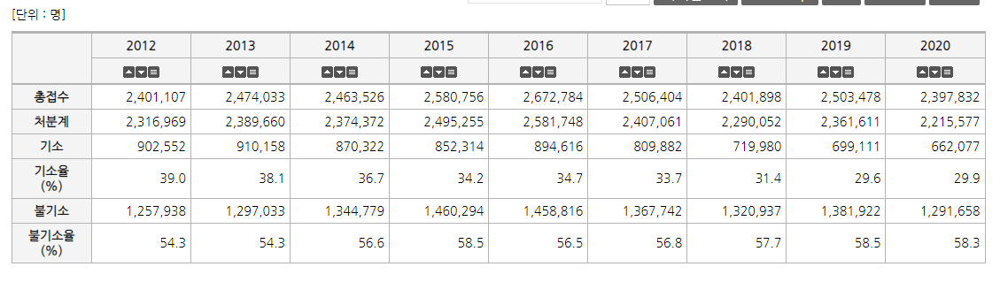 [단위 : 명]
2012 2013 2014 2015 2016 2017 2018 2019 2020
총접수 2,401,107 2,474,033 2,463,526 2,580,756 2,672,784 2,506,404 2,401,898 2,503,478 2,397,832
처분계 2,316,969 2,389,660 2,374,372 2,495,255 2,581,748 2,407,061 2,290,052 2,361,611 2,215,577
기소 902,552 910,158 870,322 852,314 894,616 809,882 719,980 699,111 662,077
기소율
(%) 39.0 38.1 36.7 34.2 34.7 33.7 31.4 29.6 29.9
불기소 1,257,938 1,297,033 1,344,779 1,460,294 1,458,816 1,367,742 1,320,937 1,381,922 1,291,658
불기소율
(%) 54.3 54.3 56.6 58.5 56.5 56.8 57.7 58.5 58.3